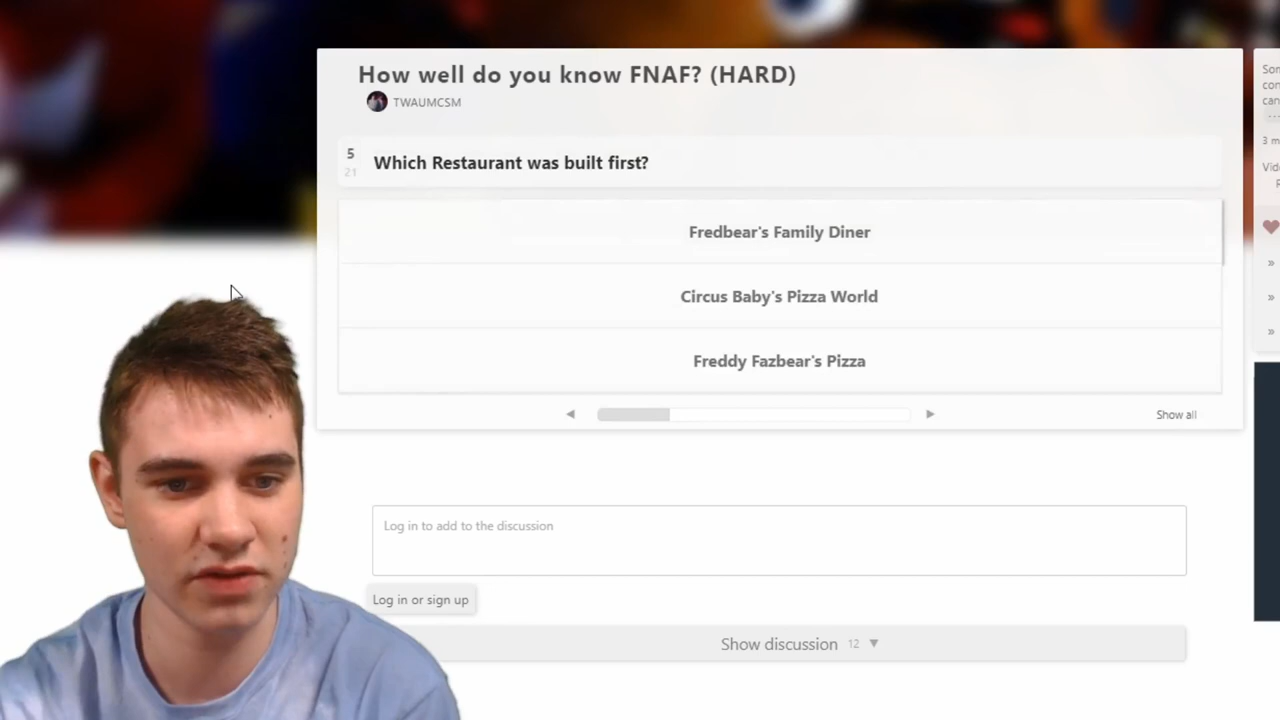 How well do you know FNAF? (HARD)
TWAUMCSM
5
21
Which Restaurant was built first?
Fredbear's Family Diner
Circus Baby's Pizza World
Freddy Fazbear's Pizza
◀ ▶ Show all
Log in to add to the discussion
Log in or sign up
Show discussion 12 ▼
3 m